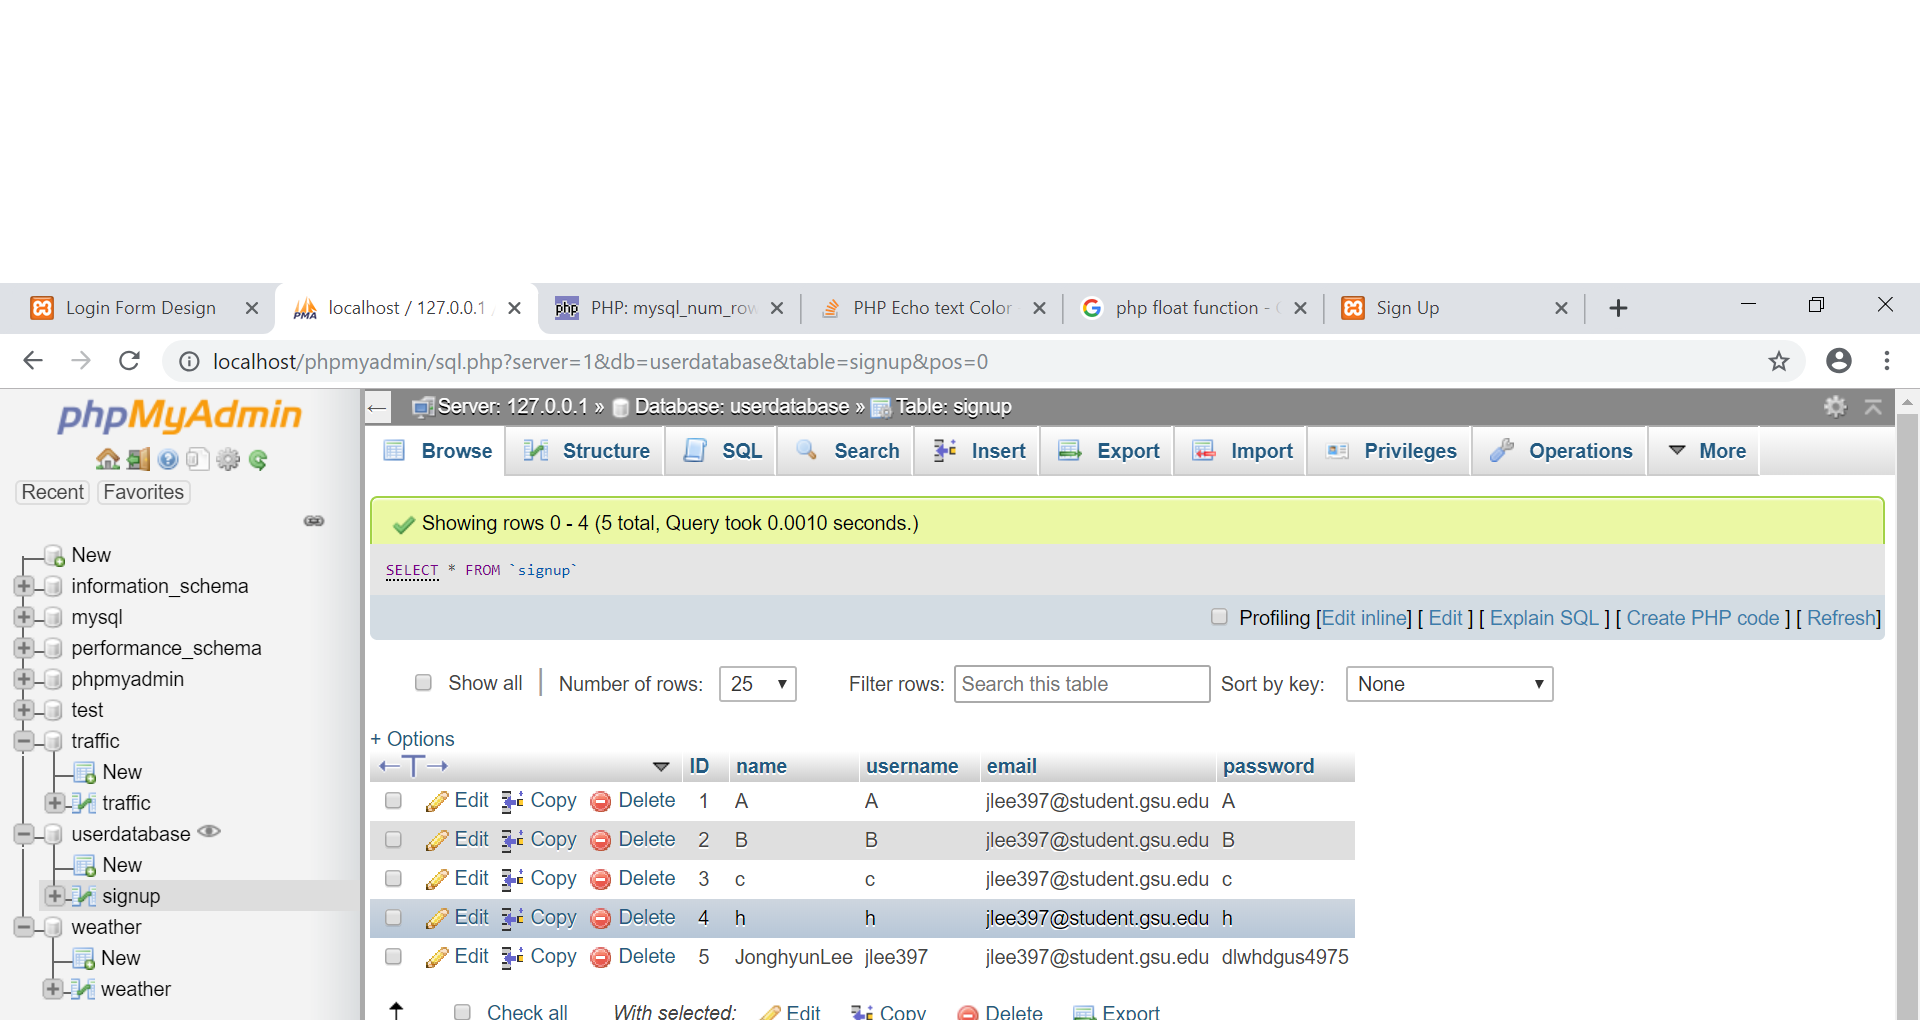 Login Form Design
localhost / 127.0.0.1
PHP: mysql_num_row
PHP Echo text Color
php float function -
Sign Up
localhost/phpmyadmin/sql.php?server=1&db=userdatabase&table=signup&pos=0
phpMyAdmin
Recent Favorites
New
information_schema
mysql
performance_schema
phpmyadmin
test
traffic
New
traffic
userdatabase
New
signup
weather
New
weather
Server: 127.0.0.1 » Database: userdatabase » Table: signup
Browse Structure SQL Search Insert Export Import Privileges Operations More
Showing rows 0 - 4 (5 total, Query took 0.0010 seconds.)
SELECT * FROM `signup`
Profiling [Edit inline] [ Edit ] [ Explain SQL ] [ Create PHP code ] [ Refresh]
Show all Number of rows: 25 Filter rows: Search this table Sort by key: None
+ Options
ID name username email password
Edit Copy Delete 1 A A jlee397@student.gsu.edu A
Edit Copy Delete 2 B B jlee397@student.gsu.edu B
Edit Copy Delete 3 c c jlee397@student.gsu.edu c
Edit Copy Delete 4 h h jlee397@student.gsu.edu h
Edit Copy Delete 5 JonghyunLee jlee397 jlee397@student.gsu.edu dlwhdgus4975
Check all With selected: Edit Copy Delete Export